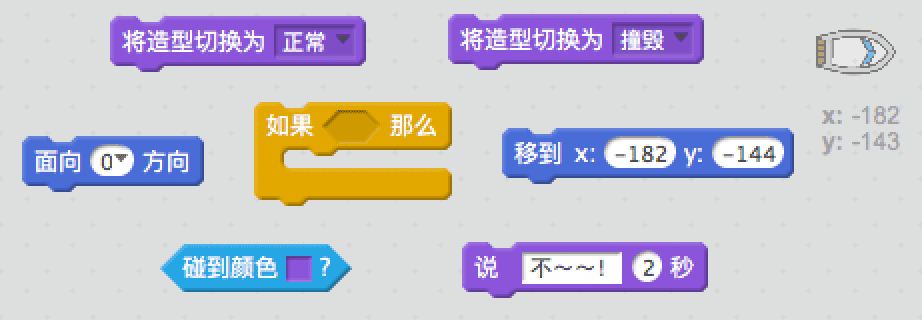 将造型切换为 正常
将造型切换为 撞毁
x: -182
y: -143
如果 那么
面向 0 方向
移到 x: -182 y: -144
碰到颜色 ?
说 不～～! 2 秒